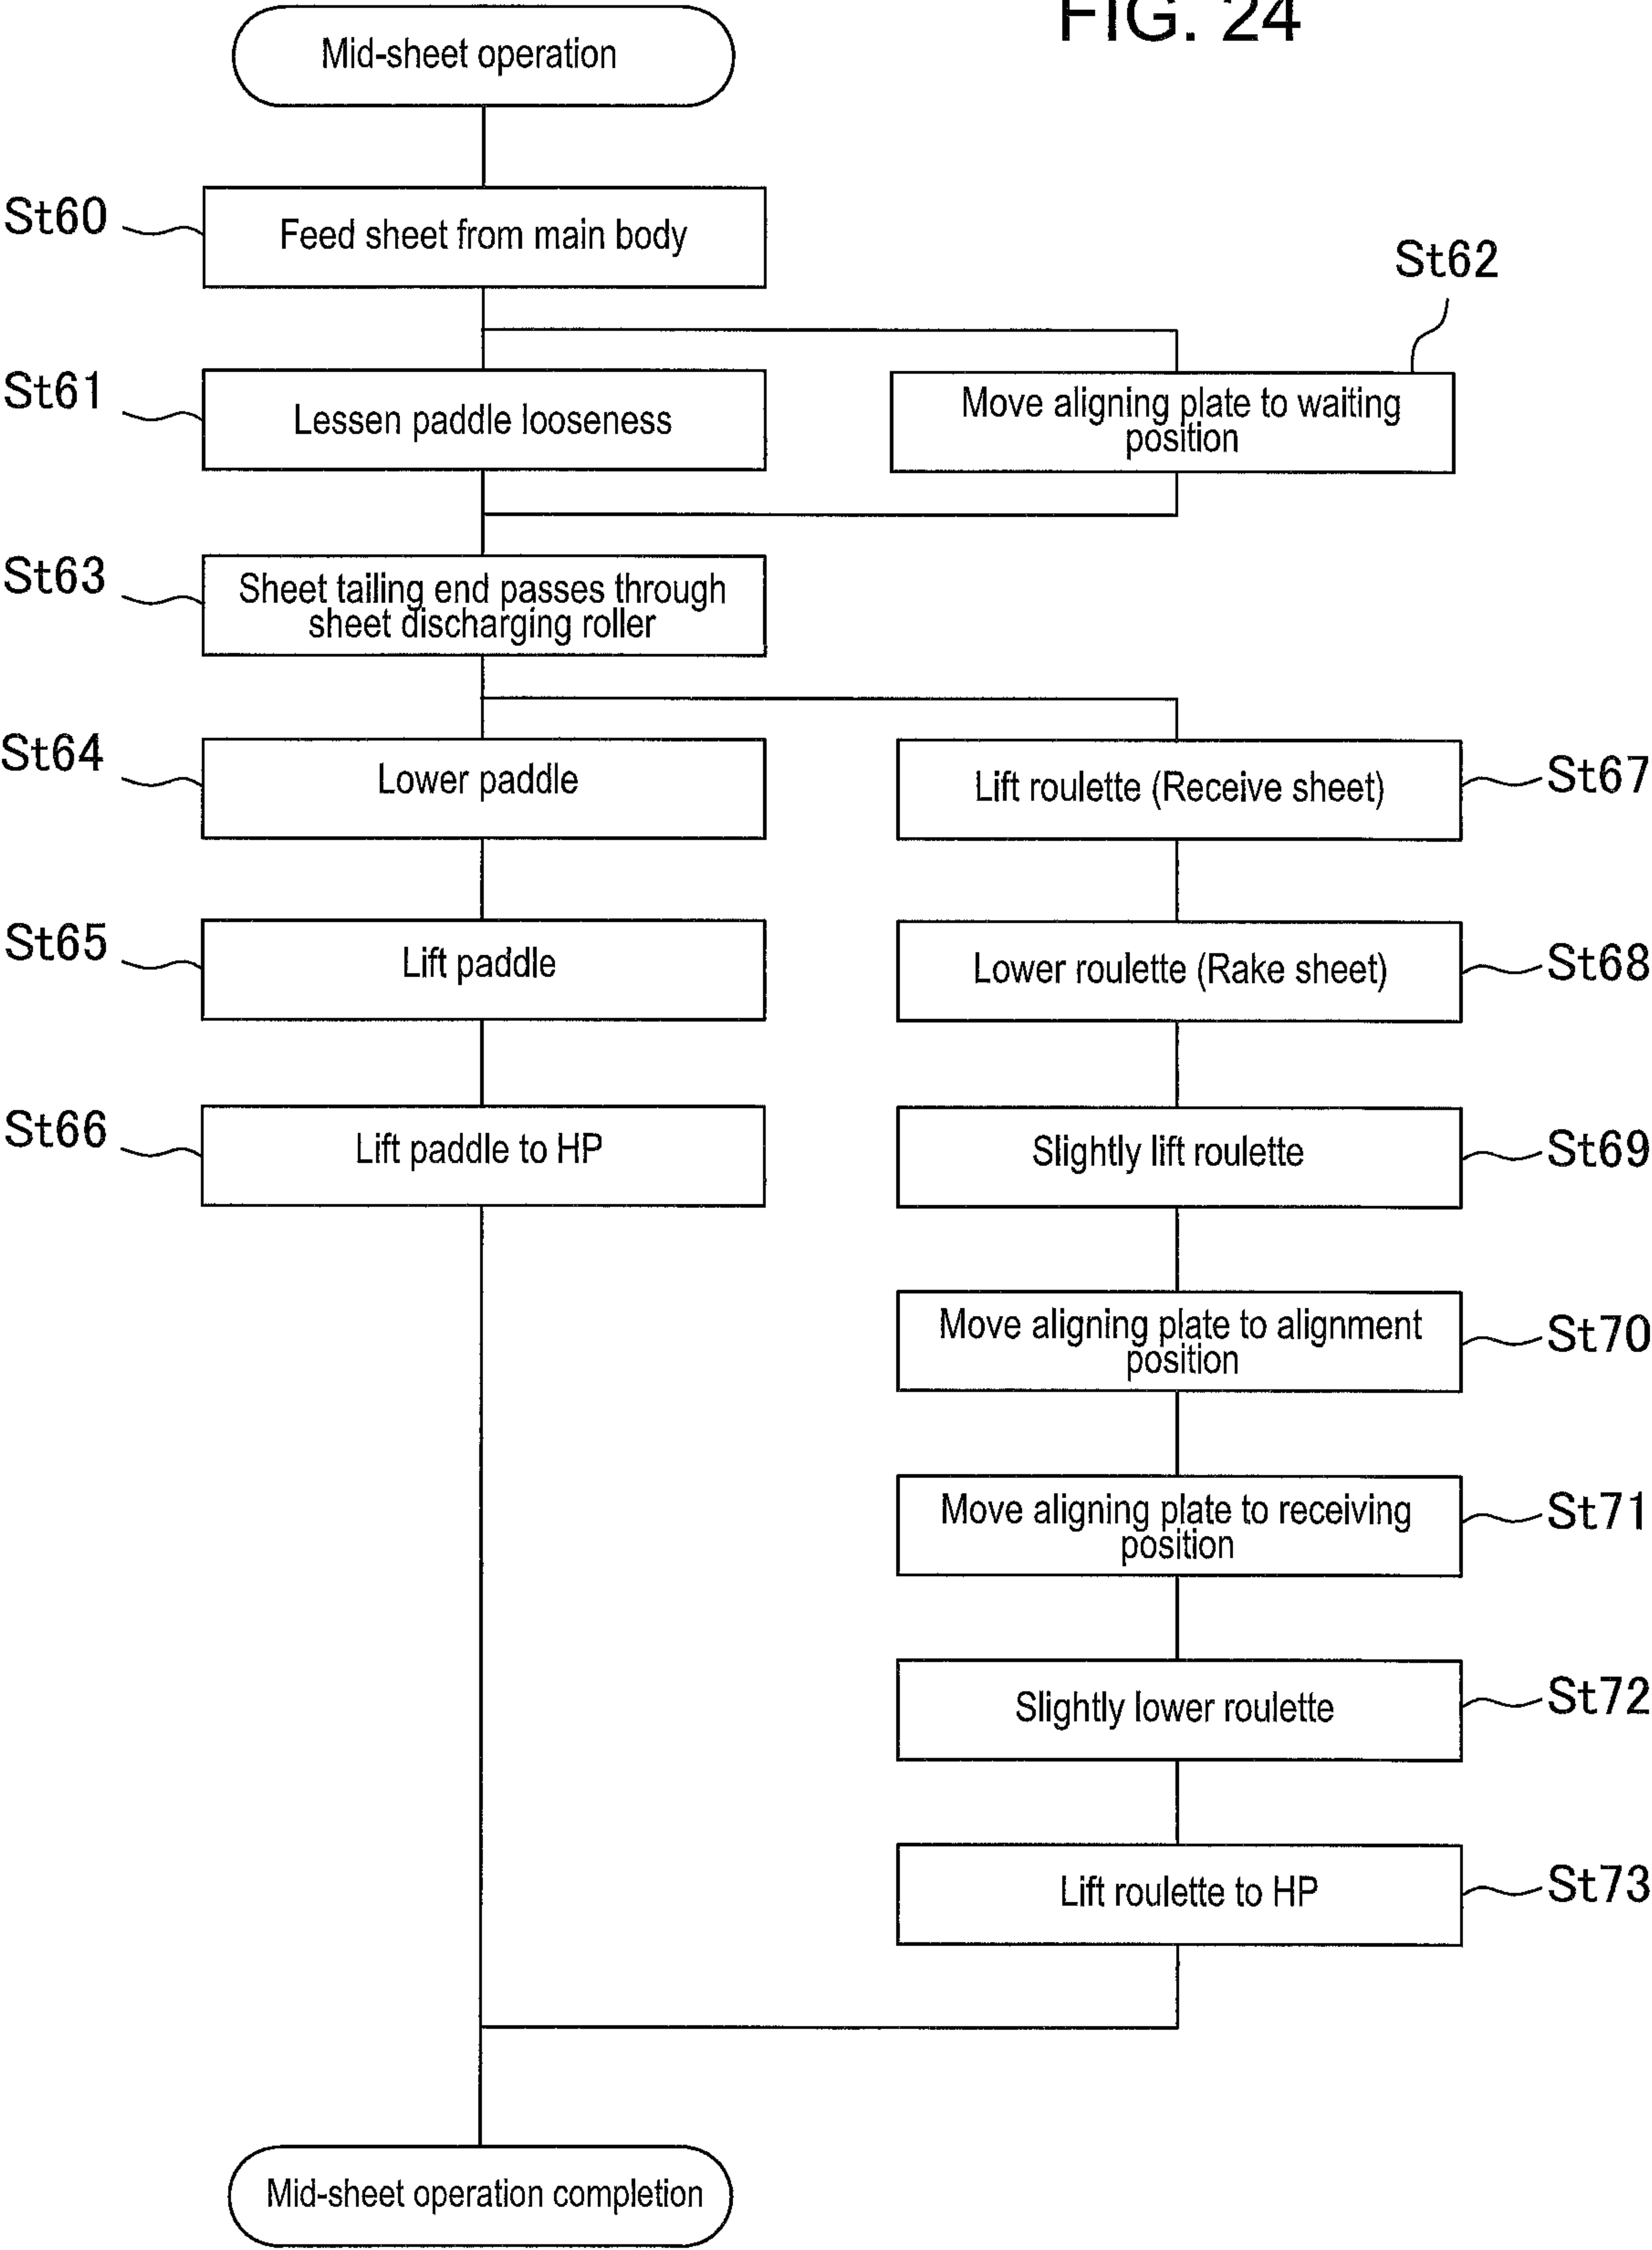 FIG. 24
Mid-sheet operation
St60
Feed sheet from main body
St62
St61
Lessen paddle looseness
Move aligning plate to waiting
position
St63
Sheet tailing end passes through
sheet discharging roller
St64
Lower paddle
Lift roulette (Receive sheet)
St67
St65
Lift paddle
Lower roulette (Rake sheet)
St68
St66
Lift paddle to HP
Slightly lift roulette
St69
Move aligning plate to alignment
position
St70
Move aligning plate to receiving
position
St71
Slightly lower roulette
St72
Lift roulette to HP
St73
Mid-sheet operation completion